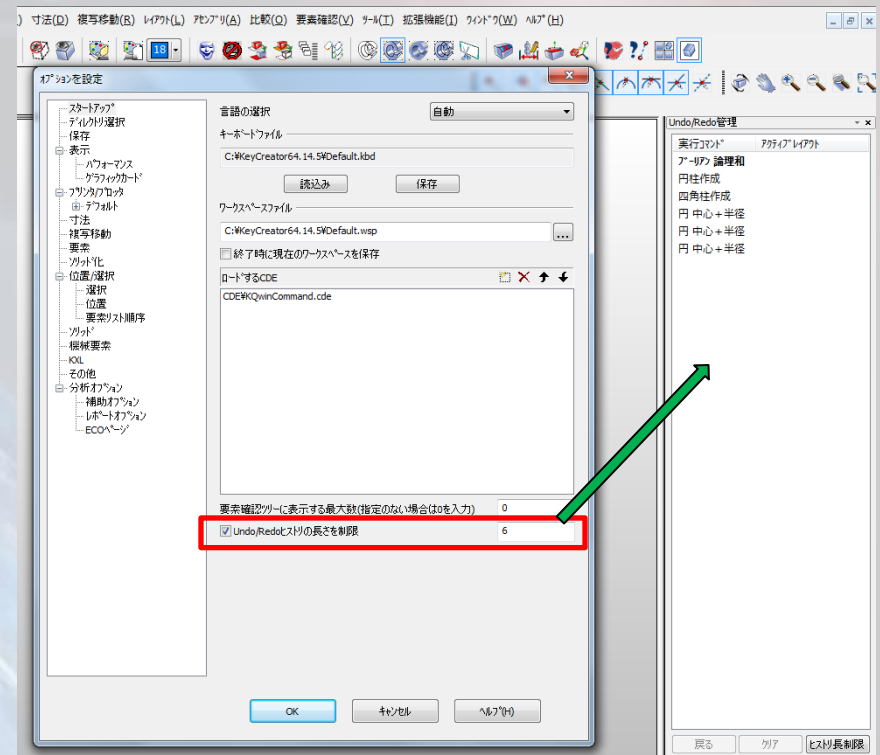 ) 寸法(D) 複写移動(R) ﾚｲｱｳﾄ(L) ｱｾﾝﾌﾞﾘ(A) 比較(Q) 要素確認(V) ﾂｰﾙ(T) 拡張機能(I) ｳｨﾝﾄﾞｳ(W) ﾍﾙﾌﾟ(H)
18
ｵﾌﾟｼｮﾝを設定
ｽﾀｰﾄｱｯﾌﾟ
ﾃﾞｨﾚｸﾄﾘ選択
保存
表示
ﾊﾟﾌｫｰﾏﾝｽ
ｸﾞﾗﾌｨｯｸｶｰﾄﾞ
ﾌﾟﾘﾝﾀ/ﾌﾟﾛｯﾀ
ﾃﾞﾌｫﾙﾄ
寸法
複写移動
要素
ｿﾘｯﾄﾞ化
位置/選択
選択
位置
要素ﾘｽﾄ順序
ｿﾘｯﾄﾞ
機械要素
KXL
その他
分析ｵﾌﾟｼｮﾝ
補助ｵﾌﾟｼｮﾝ
ﾚﾎﾟｰﾄｵﾌﾟｼｮﾝ
ECOﾍﾟｰｼﾞ
言語の選択 自動
ｷｰﾎﾞｰﾄﾞﾌｧｲﾙ
C:¥KeyCreator64.14.5¥Default.kbd
読込み 保存
ﾜｰｸｽﾍﾟｰｽﾌｧｲﾙ
C:¥KeyCreator64.14.5¥Default.wsp ...
終了時に現在のﾜｰｸｽﾍﾟｰｽを保存
ﾛｰﾄﾞするCDE
CDE¥KQwinCommand.cde
要素確認ﾂﾘｰに表示する最大数(指定のない場合は0を入力) 0
Undo/Redoﾋｽﾄﾘの長さを制限 6
OK ｷｬﾝｾﾙ ﾍﾙﾌﾟ(H)
Undo/Redo管理
実行ｺﾏﾝﾄﾞ ｱｸﾃｨﾌﾞﾚｲｱｳﾄ
ﾌﾞｰﾘｱﾝ 論理和
円柱作成
四角柱作成
円 中心+半径
円 中心+半径
円 中心+半径
戻る ｸﾘｱ ﾋｽﾄﾘ長制限